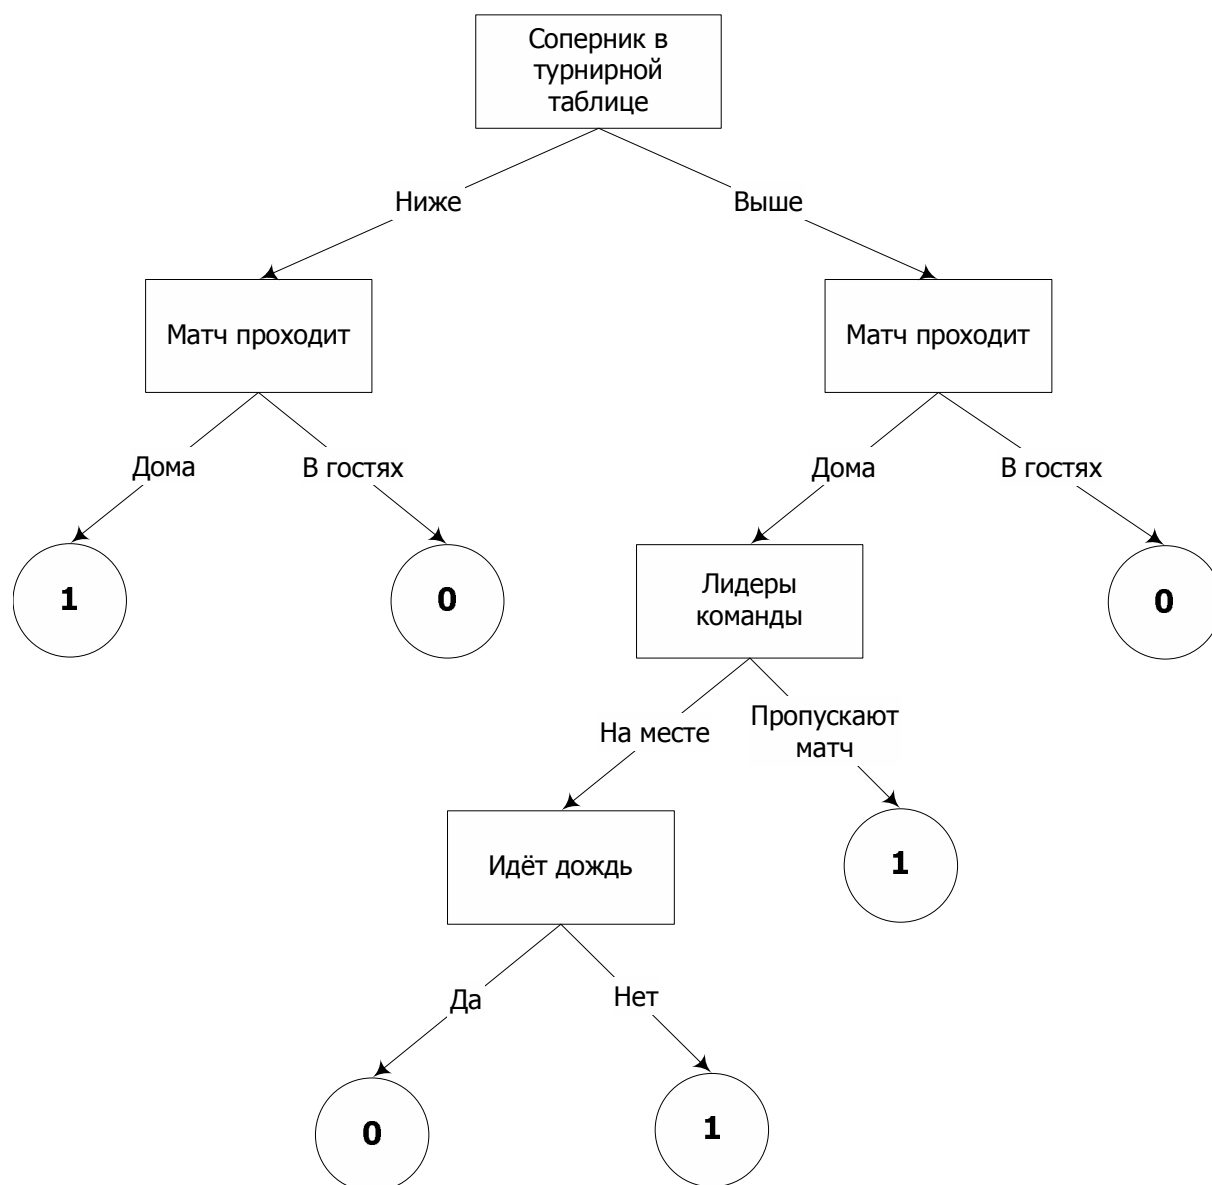 Соперник в
турнирной
таблице
Ниже
Выше
Матч проходит
Матч проходит
Дома
В гостях
Дома
В гостях
1
0
Лидеры
команды
0
На месте
Пропускают
матч
Идёт дождь
1
Да
Нет
0
1